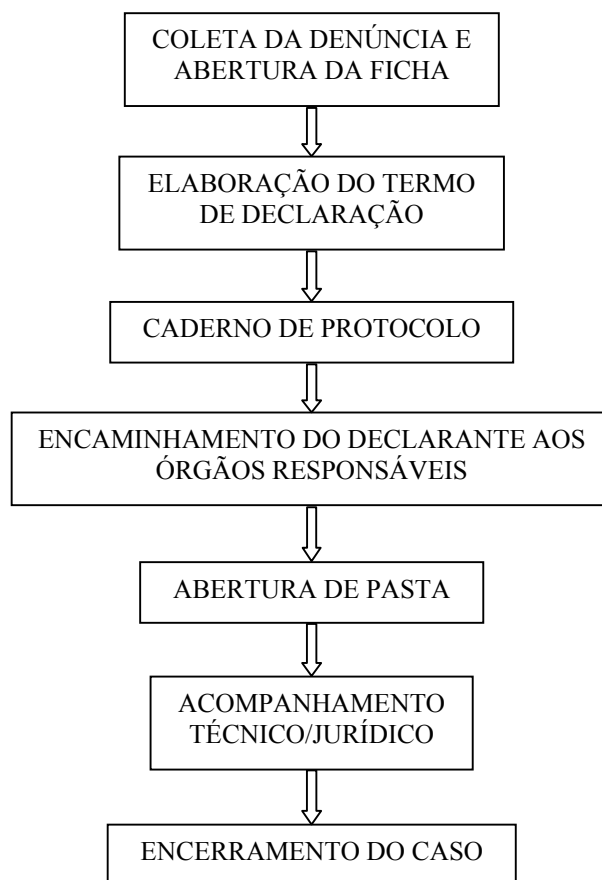 COLETA DA DENÚNCIA E
ABERTURA DA FICHA
ELABORAÇÃO DO TERMO
DE DECLARAÇÃO
CADERNO DE PROTOCOLO
ENCAMINHAMENTO DO DECLARANTE AOS
ÓRGÃOS RESPONSÁVEIS
ABERTURA DE PASTA
ACOMPANHAMENTO
TÉCNICO/JURÍDICO
ENCERRAMENTO DO CASO